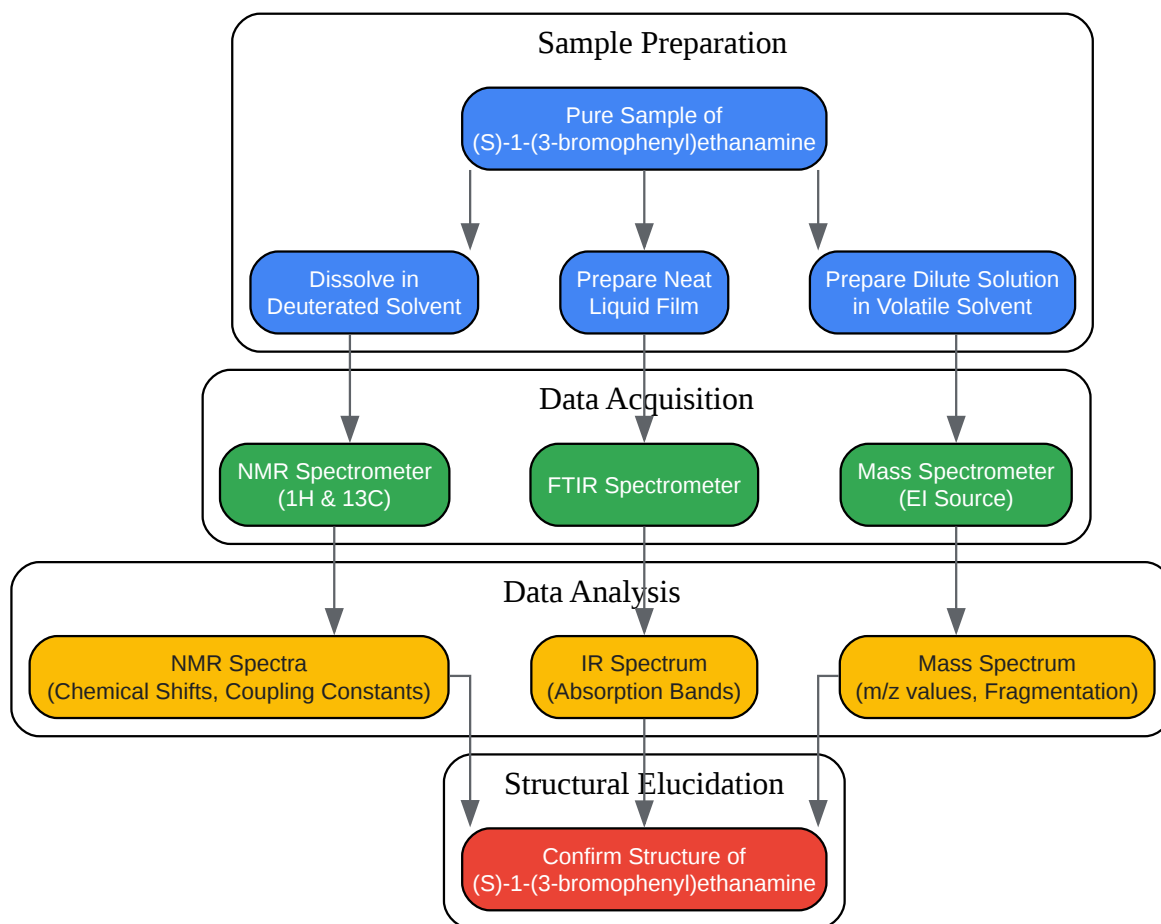 Sample Preparation
Pure Sample of
(S)-1-(3-bromophenyl)ethanamine
Dissolve in
Deuterated Solvent
Prepare Neat
Liquid Film
Prepare Dilute Solution
in Volatile Solvent
Data Acquisition
NMR Spectrometer
(1H & 13C)
FTIR Spectrometer
Mass Spectrometer
(EI Source)
Data Analysis
NMR Spectra
(Chemical Shifts, Coupling Constants)
IR Spectrum
(Absorption Bands)
Mass Spectrum
(m/z values, Fragmentation)
Structural Elucidation
Confirm Structure of
(S)-1-(3-bromophenyl)ethanamine